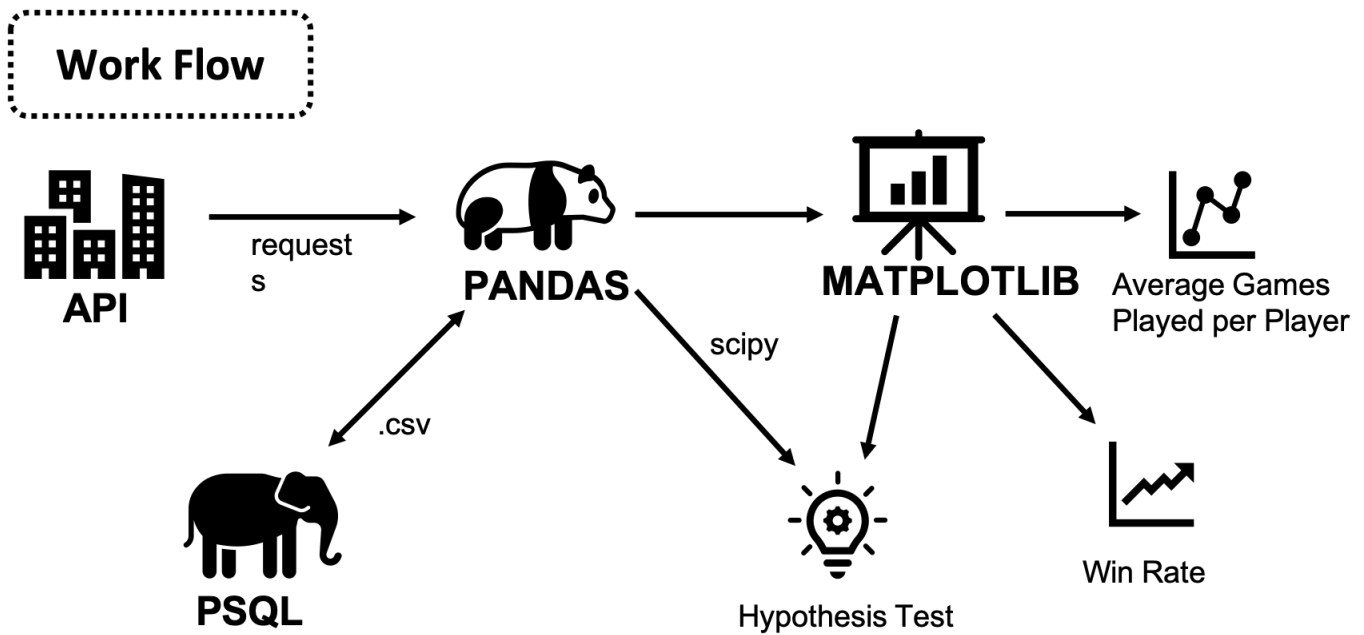 Work Flow
API
request
s
PANDAS
MATPLOTLIB
Average Games
Played per Player
scipy
.csv
PSQL
Hypothesis Test
Win Rate